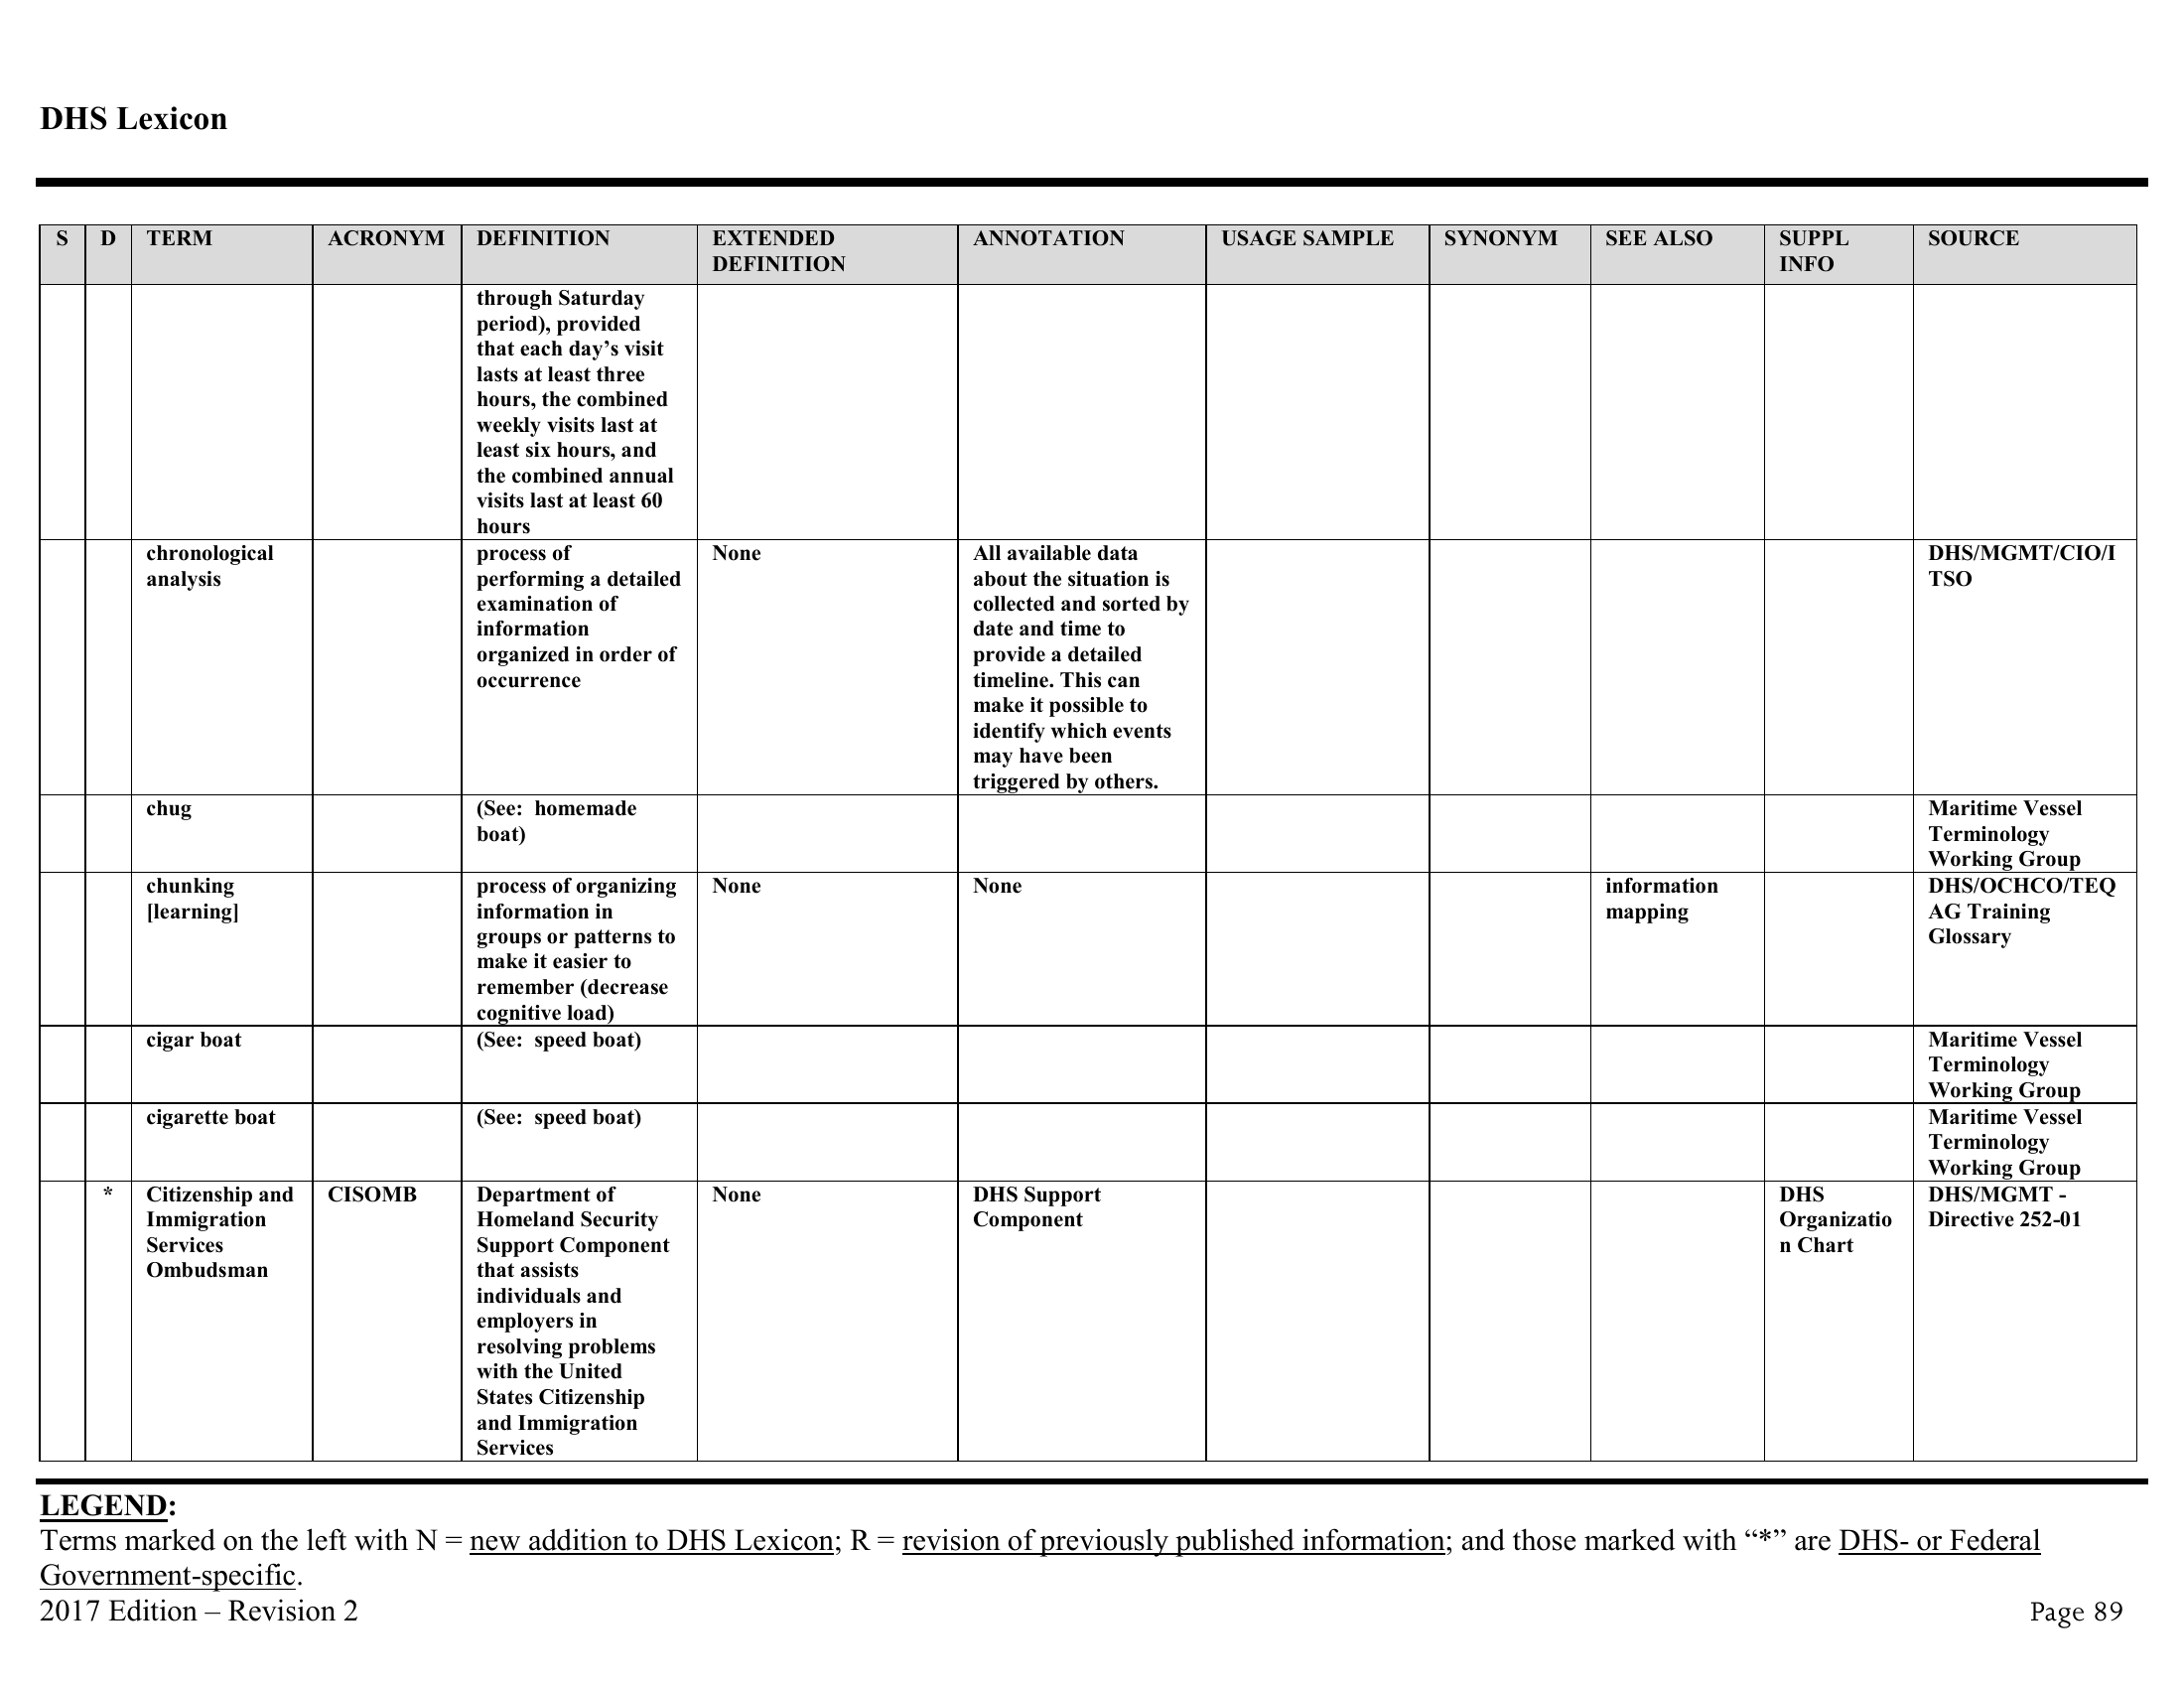 DHS Lexicon
S D TERM ACRONYM DEFINITION EXTENDED DEFINITION ANNOTATION USAGE SAMPLE SYNONYM SEE ALSO SUPPL INFO SOURCE
through Saturday
period), provided
that each day’s visit
lasts at least three
hours, the combined
weekly visits last at
least six hours, and
the combined annual
visits last at least 60
hours
chronological
analysis
process of
performing a detailed
examination of
information
organized in order of
occurrence
None
All available data
about the situation is
collected and sorted by
date and time to
provide a detailed
timeline. This can
make it possible to
identify which events
may have been
triggered by others.
DHS/MGMT/CIO/I
TSO
chug
(See:  homemade
boat)
Maritime Vessel
Terminology
Working Group
chunking
[learning]
process of organizing
information in
groups or patterns to
make it easier to
remember (decrease
cognitive load)
None
None
information
mapping
DHS/OCHCO/TEQ
AG Training
Glossary
cigar boat
(See:  speed boat)
Maritime Vessel
Terminology
Working Group
cigarette boat
(See:  speed boat)
Maritime Vessel
Terminology
Working Group
*
Citizenship and
Immigration
Services
Ombudsman
CISOMB
Department of
Homeland Security
Support Component
that assists
individuals and
employers in
resolving problems
with the United
States Citizenship
and Immigration
Services
None
DHS Support
Component
DHS
Organizatio
n Chart
DHS/MGMT -
Directive 252-01
LEGEND:
Terms marked on the left with N = new addition to DHS Lexicon; R = revision of previously published information; and those marked with “*” are DHS- or Federal
Government-specific.
2017 Edition – Revision 2
Page 89